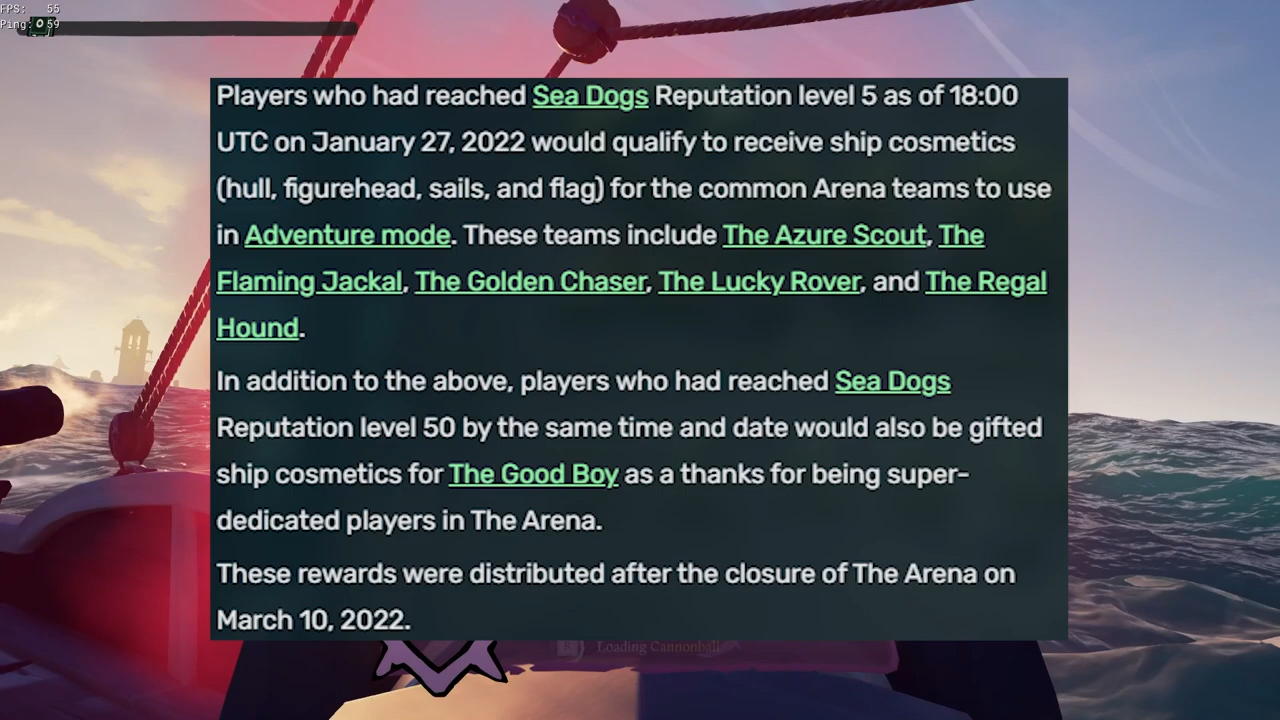 FPS: 55
Ping: 59
Players who had reached Sea Dogs Reputation level 5 as of 18:00
UTC on January 27, 2022 would qualify to receive ship cosmetics
(hull, figurehead, sails, and flag) for the common Arena teams to use
in Adventure mode. These teams include The Azure Scout, The
Flaming Jackal, The Golden Chaser, The Lucky Rover, and The Regal
Hound.
In addition to the above, players who had reached Sea Dogs
Reputation level 50 by the same time and date would also be gifted
ship cosmetics for The Good Boy as a thanks for being super-
dedicated players in The Arena.
These rewards were distributed after the closure of The Arena on
March 10, 2022.
R Loading Cannonball